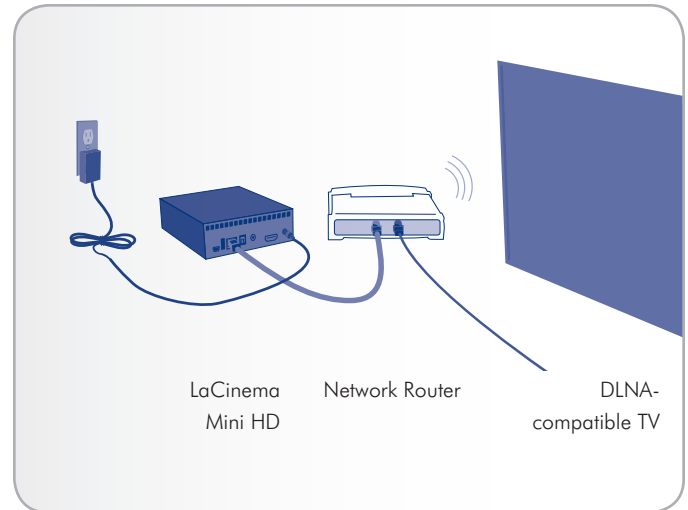 LaCinema
Mini HD
Network Router
DLNA-
compatible TV